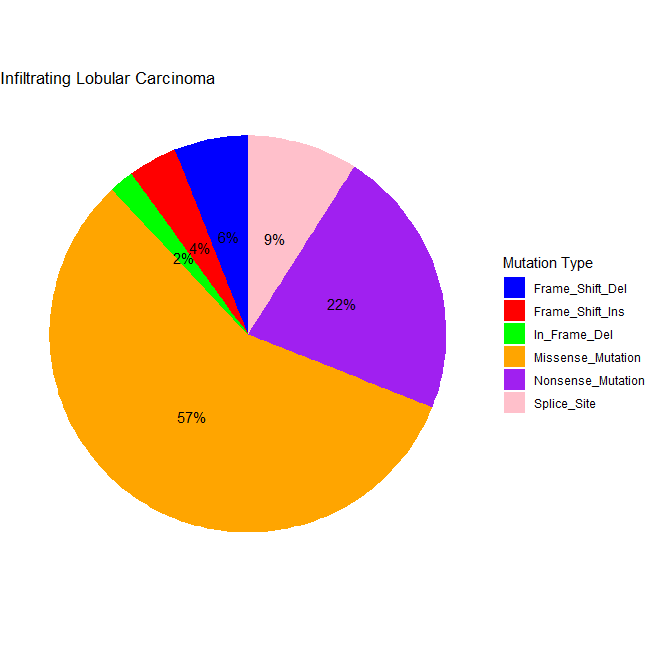 Infiltrating Lobular Carcinoma
6%
9%
4%
2%
22%
57%
Mutation Type
Frame_Shift_Del
Frame_Shift_Ins
In_Frame_Del
Missense_Mutation
Nonsense_Mutation
Splice_Site